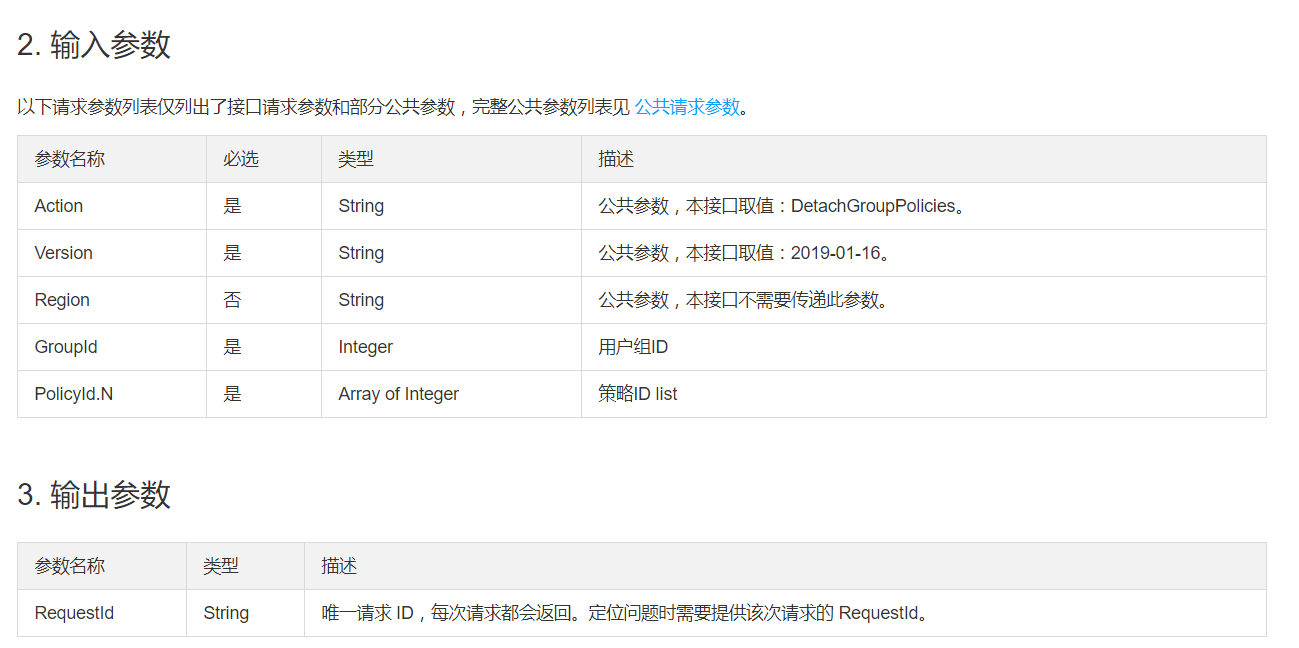 2. 输入参数
以下请求参数列表仅列出了接口请求参数和部分公共参数，完整公共参数列表见 公共请求参数。
参数名称 必选 类型 描述
Action 是 String 公共参数，本接口取值：DetachGroupPolicies。
Version 是 String 公共参数，本接口取值：2019-01-16。
Region 否 String 公共参数，本接口不需要传递此参数。
GroupId 是 Integer 用户组ID
PolicyId.N 是 Array of Integer 策略ID list
3. 输出参数
参数名称 类型 描述
RequestId String 唯一请求 ID，每次请求都会返回。定位问题时需要提供该次请求的 RequestId。